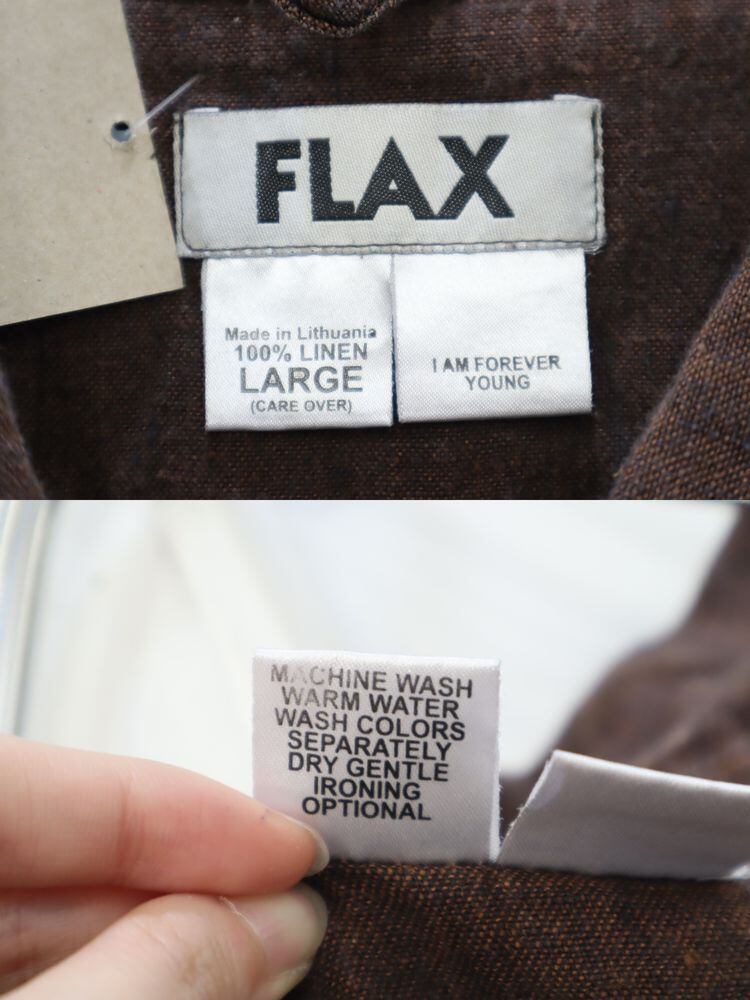 FLAX
Made in Lithuania
100% LINEN
LARGE
(CARE OVER)
I AM FOREVER
YOUNG
MACHINE WASH
WARM WATER
WASH COLORS
SEPARATELY
DRY GENTLE
IRONING
OPTIONAL